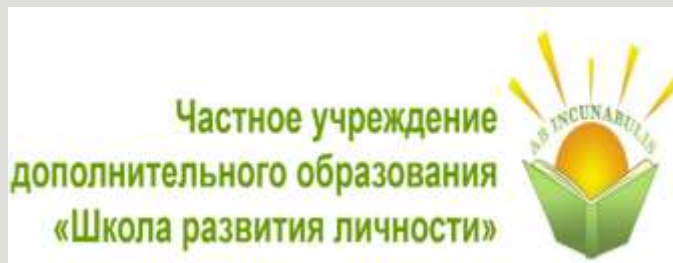 Частное учреждение
дополнительного образования
«Школа развития личности»
AB INCUNABULIS